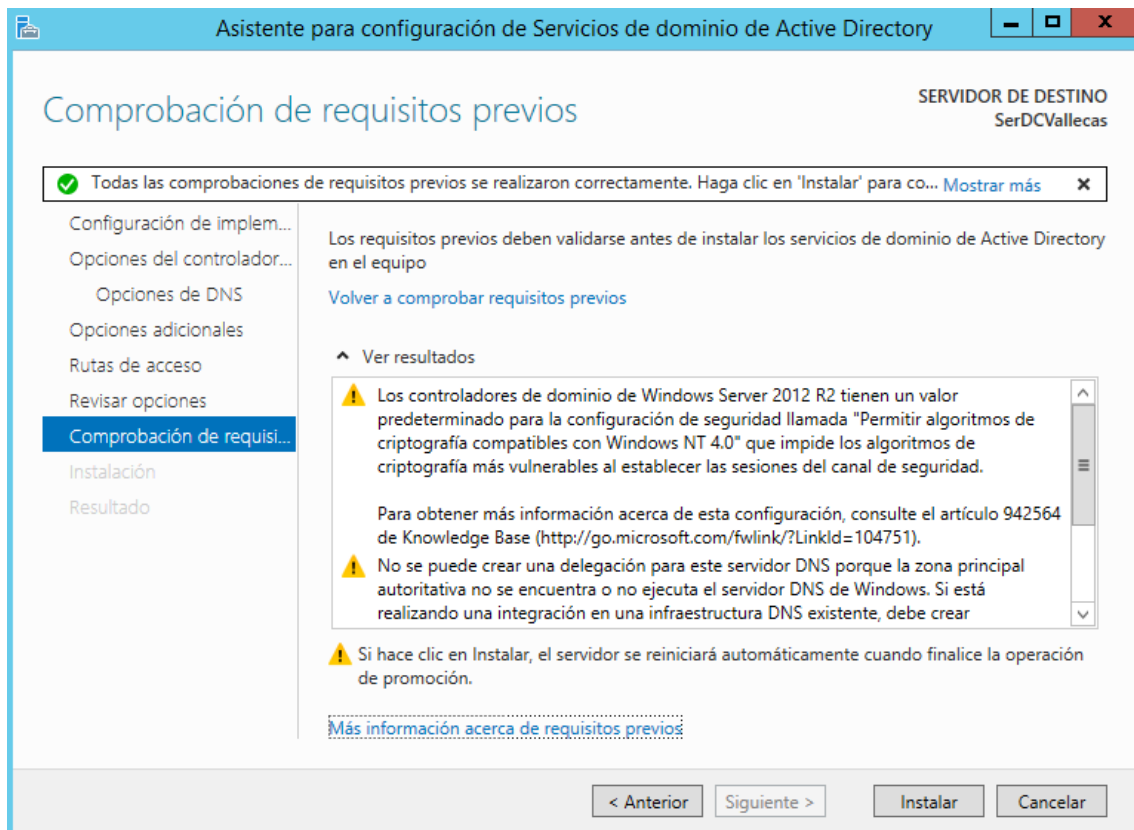 Asistente para configuración de Servicios de dominio de Active Directory
Comprobación de requisitos previos
SERVIDOR DE DESTINO
SerDCVallecas
Todas las comprobaciones de requisitos previos se realizaron correctamente. Haga clic en 'Instalar' para co... Mostrar más
Configuración de implem...
Opciones del controlador...
Opciones de DNS
Opciones adicionales
Rutas de acceso
Revisar opciones
Comprobación de requisi...
Instalación
Resultado
Los requisitos previos deben validarse antes de instalar los servicios de dominio de Active Directory
en el equipo
Volver a comprobar requisitos previos
Ver resultados
Los controladores de dominio de Windows Server 2012 R2 tienen un valor
predeterminado para la configuración de seguridad llamada "Permitir algoritmos de
criptografía compatibles con Windows NT 4.0" que impide los algoritmos de
criptografía más vulnerables al establecer las sesiones del canal de seguridad.
Para obtener más información acerca de esta configuración, consulte el artículo 942564
de Knowledge Base (http://go.microsoft.com/fwlink/?LinkId=104751).
No se puede crear una delegación para este servidor DNS porque la zona principal
autoritativa no se encuentra o no ejecuta el servidor DNS de Windows. Si está
realizando una integración en una infraestructura DNS existente, debe crear
Si hace clic en Instalar, el servidor se reiniciará automáticamente cuando finalice la operación
de promoción.
Más información acerca de requisitos previos
< Anterior
Siguiente >
Instalar
Cancelar